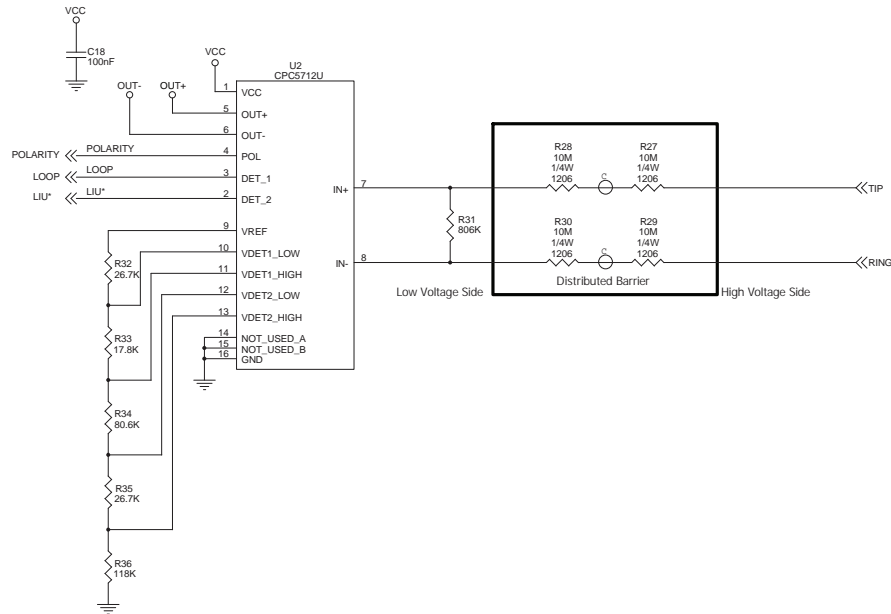 VCC
C18
100nF
VCC
U2
CPC5712U
OUT-
OUT+
1
VCC
5
OUT+
6
OUT-
POLARITY
POLARITY
4
POL
LOOP
LOOP
3
DET_1
LIU*
LIU*
2
DET_2
9
VREF
10
VDET1_LOW
11
VDET1_HIGH
12
VDET2_LOW
13
VDET2_HIGH
14
NOT_USED_A
15
NOT_USED_B
16
GND
IN+
7
IN-
8
R31
806K
R28
10M
1/4W
1206
C
R27
10M
1/4W
1206
TIP
R30
10M
1/4W
1206
C
R29
10M
1/4W
1206
RING
Low Voltage Side
Distributed Barrier
High Voltage Side
R32
26.7K
R33
17.8K
R34
80.6K
R35
26.7K
R36
118K